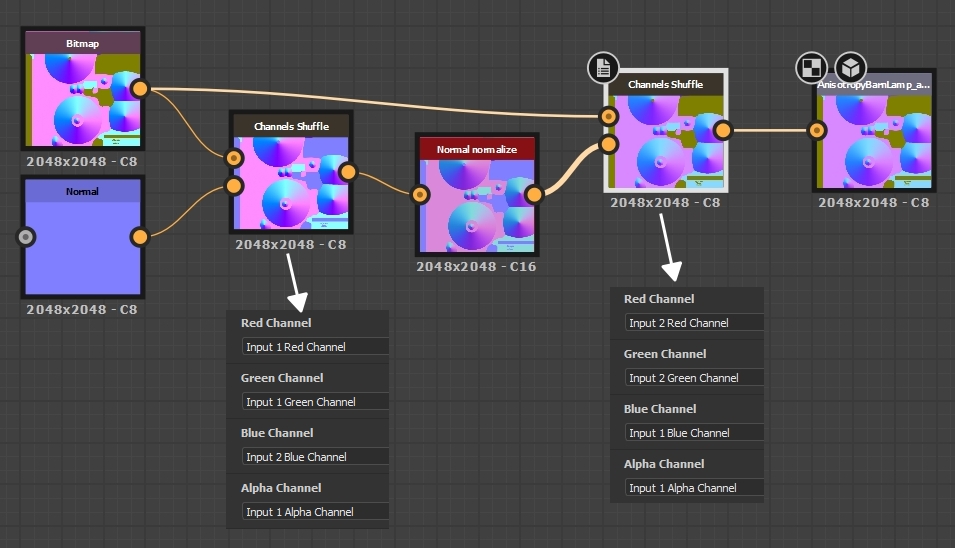 Bitmap
2048x2048 - C8
Normal
2048x2048 - C8
Channels Shuffle
2048x2048 - C8
Normal normalize
2048x2048 - C16
Channels Shuffle
2048x2048 - C8
AnisotropyBarnLamp_a...
2048x2048 - C8
Red Channel
Input 1 Red Channel
Green Channel
Input 1 Green Channel
Blue Channel
Input 2 Blue Channel
Alpha Channel
Input 1 Alpha Channel
Red Channel
Input 2 Red Channel
Green Channel
Input 2 Green Channel
Blue Channel
Input 1 Blue Channel
Alpha Channel
Input 1 Alpha Channel